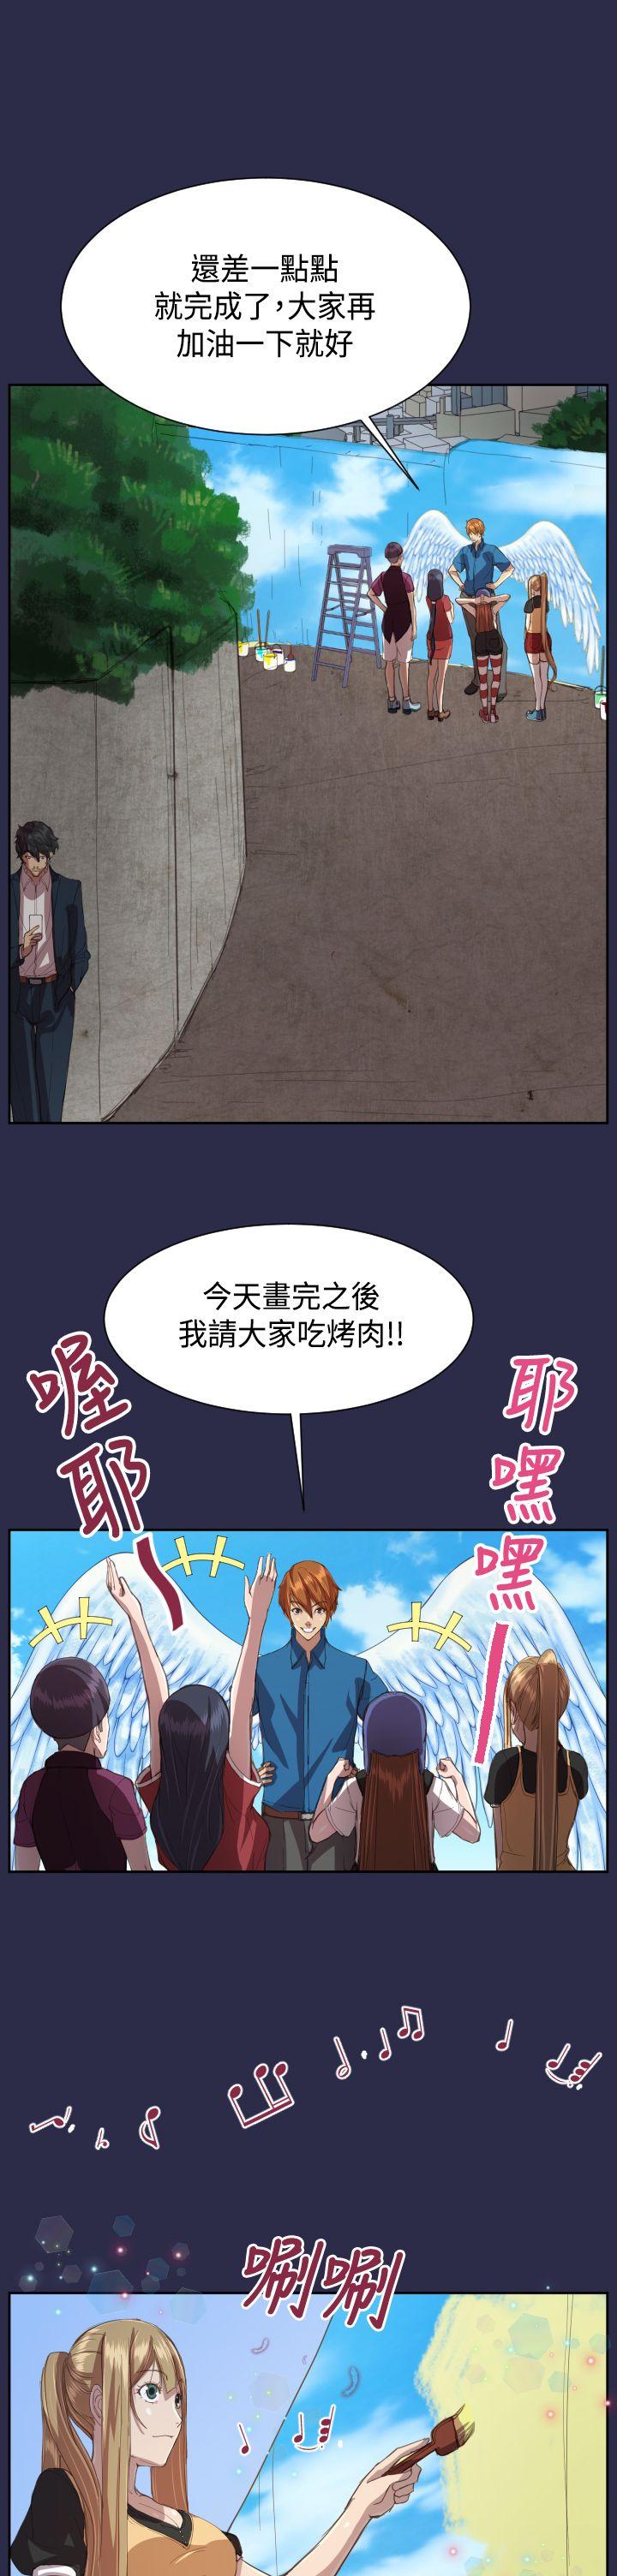 還差一點點
就完成了，大家再
加油一下就好
今天畫完之後
我請大家吃烤肉!!
喔耶~
耶嘿嘿~
唰唰